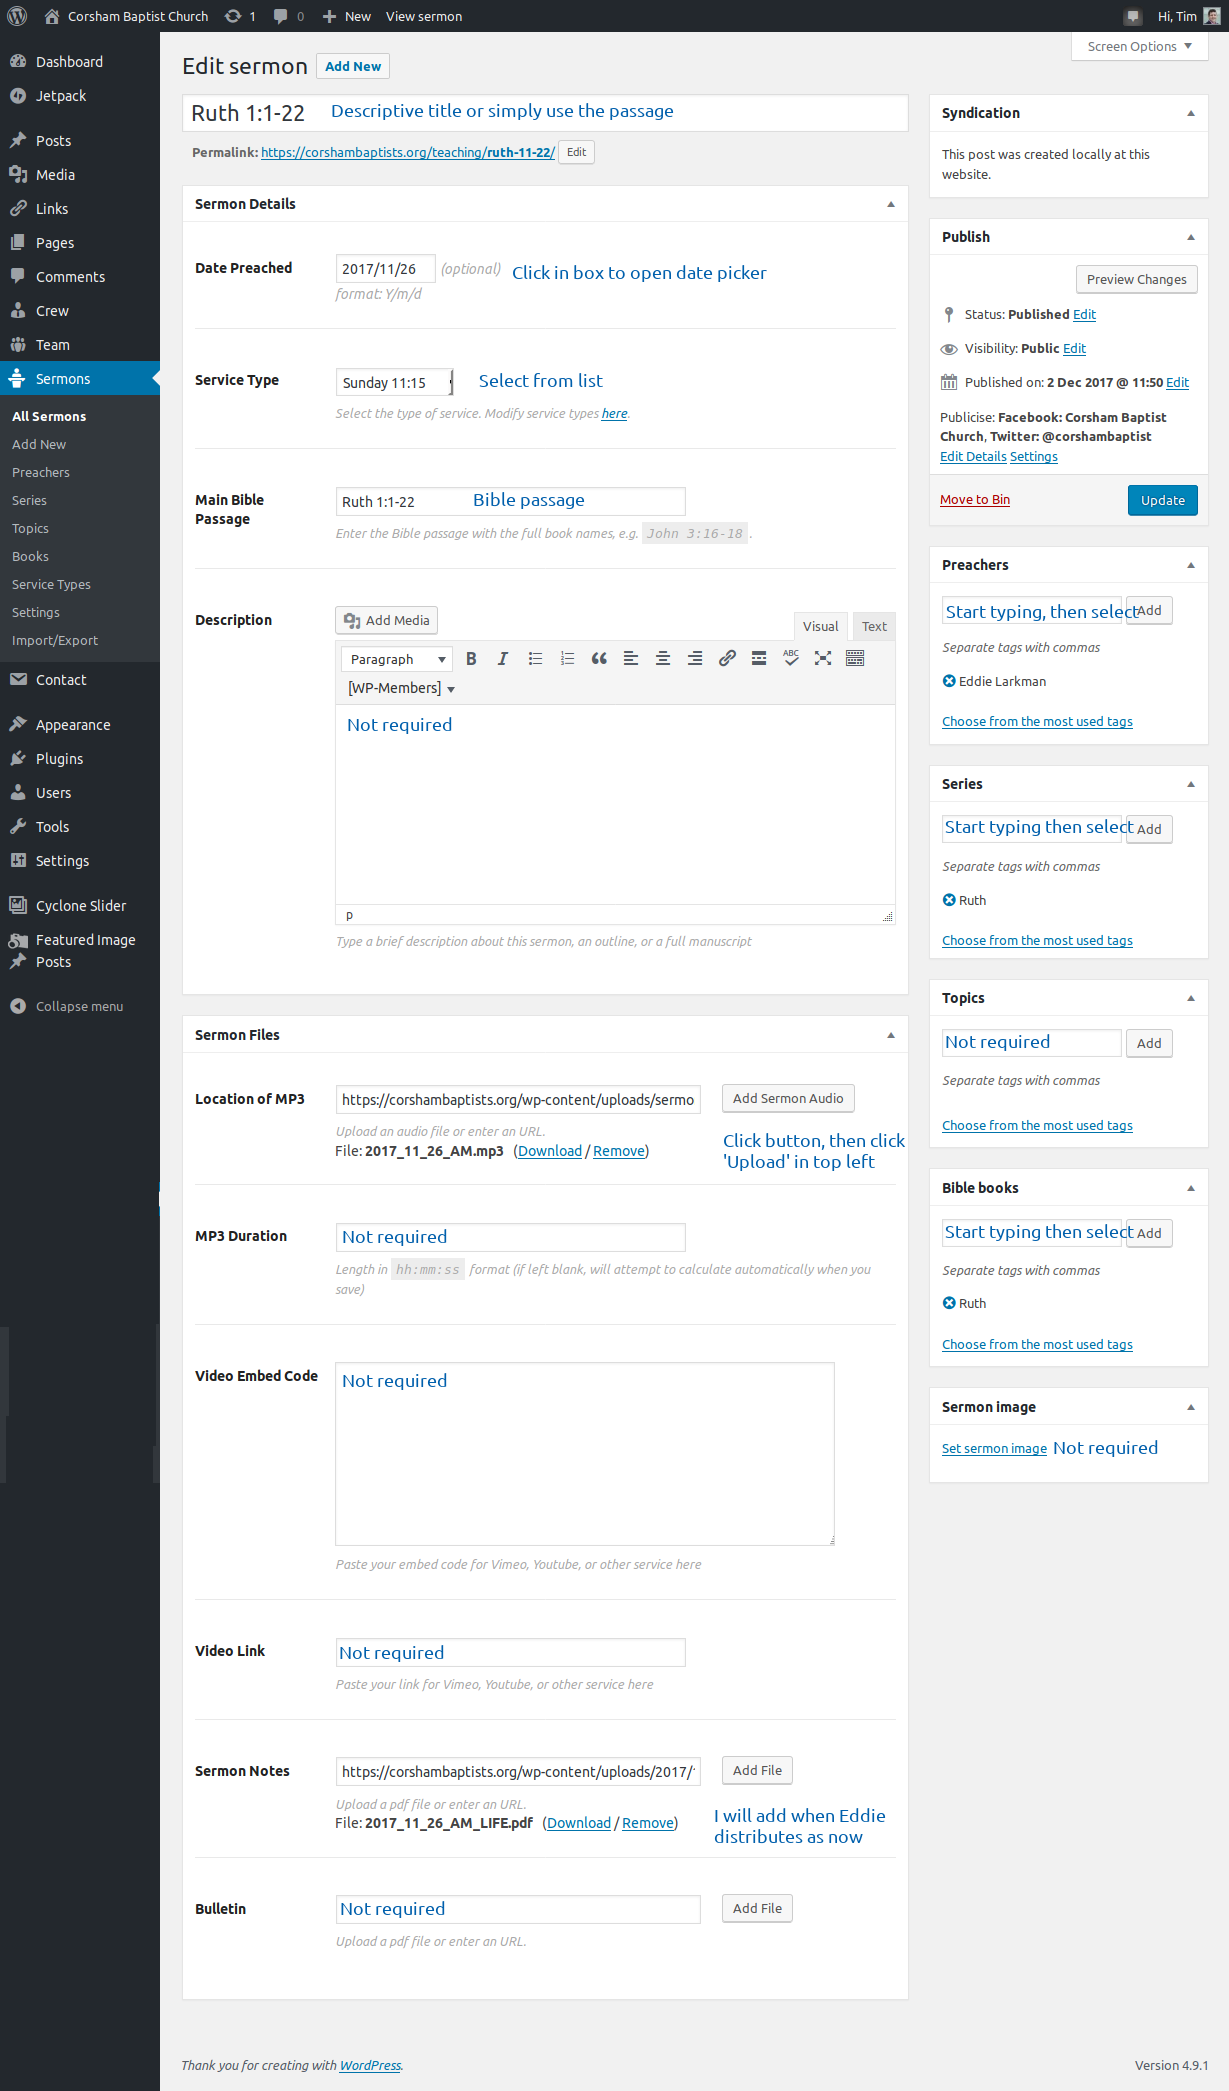 Corsham Baptist Church 1 0 New View sermon Hi, Tim
Dashboard
Jetpack
Posts
Media
Links
Pages
Comments
Crew
Team
Sermons
All Sermons
Add New
Preachers
Series
Topics
Books
Service Types
Settings
Import/Export
Contact
Appearance
Plugins
Users
Tools
Settings
Cyclone Slider
Featured Image
Posts
Collapse menu
Screen Options
Edit sermon Add New
Ruth 1:1-22 Descriptive title or simply use the passage
Permalink: https://corshambaptists.org/teaching/ruth-11-22/ Edit
Sermon Details
Date Preached 2017/11/26 (optional) Click in box to open date picker
format: Y/m/d
Service Type Sunday 11:15 Select from list
Select the type of service. Modify service types here.
Main Bible
Passage
Ruth 1:1-22 Bible passage
Enter the Bible passage with the full book names, e.g. John 3:16-18 .
Description Add Media Visual Text
Paragraph B I ABC
[WP-Members]
Not required
p
Type a brief description about this sermon, an outline, or a full manuscript
Sermon Files
Location of MP3 https://corshambaptists.org/wp-content/uploads/sermo Add Sermon Audio
Upload an audio file or enter an URL.
File: 2017_11_26_AM.mp3 (Download / Remove)
Click button, then click
'Upload' in top left
MP3 Duration Not required
Length in hh:mm:ss format (if left blank, will attempt to calculate automatically when you
save)
Video Embed Code Not required
Paste your embed code for Vimeo, Youtube, or other service here
Video Link Not required
Paste your link for Vimeo, Youtube, or other service here
Sermon Notes https://corshambaptists.org/wp-content/uploads/2017/ Add File
Upload a pdf file or enter an URL.
File: 2017_11_26_AM_LIFE.pdf (Download / Remove)
I will add when Eddie
distributes as now
Bulletin Not required Add File
Upload a pdf file or enter an URL.
Syndication
This post was created locally at this
website.
Publish
Preview Changes
Status: Published Edit
Visibility: Public Edit
Published on: 2 Dec 2017 @ 11:50 Edit
Publicise: Facebook: Corsham Baptist
Church, Twitter: @corshambaptist
Edit Details Settings
Move to Bin Update
Preachers
Start typing, then select Add
Separate tags with commas
Eddie Larkman
Choose from the most used tags
Series
Start typing then select Add
Separate tags with commas
Ruth
Choose from the most used tags
Topics
Not required Add
Separate tags with commas
Choose from the most used tags
Bible books
Start typing then select Add
Separate tags with commas
Ruth
Choose from the most used tags
Sermon image
Set sermon image Not required
Thank you for creating with WordPress. Version 4.9.1